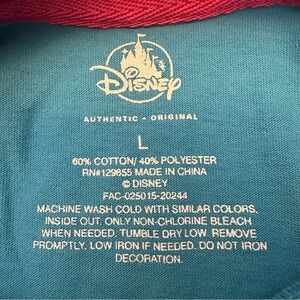 Disney
AUTHENTIC • ORIGINAL
L
60% COTTON/ 40% POLYESTER
RN#129655 MADE IN CHINA
© DISNEY
FAC-025015-20244
MACHINE WASH COLD WITH SIMILAR COLORS,
INSIDE OUT ONLY NON-CHLORINE BLEACH
WHEN NEEDED. TUMBLE DRY LOW. REMOVE
PROMPTLY. LOW IRON IF NEEDED. DO NOT IRON
DECORATION.